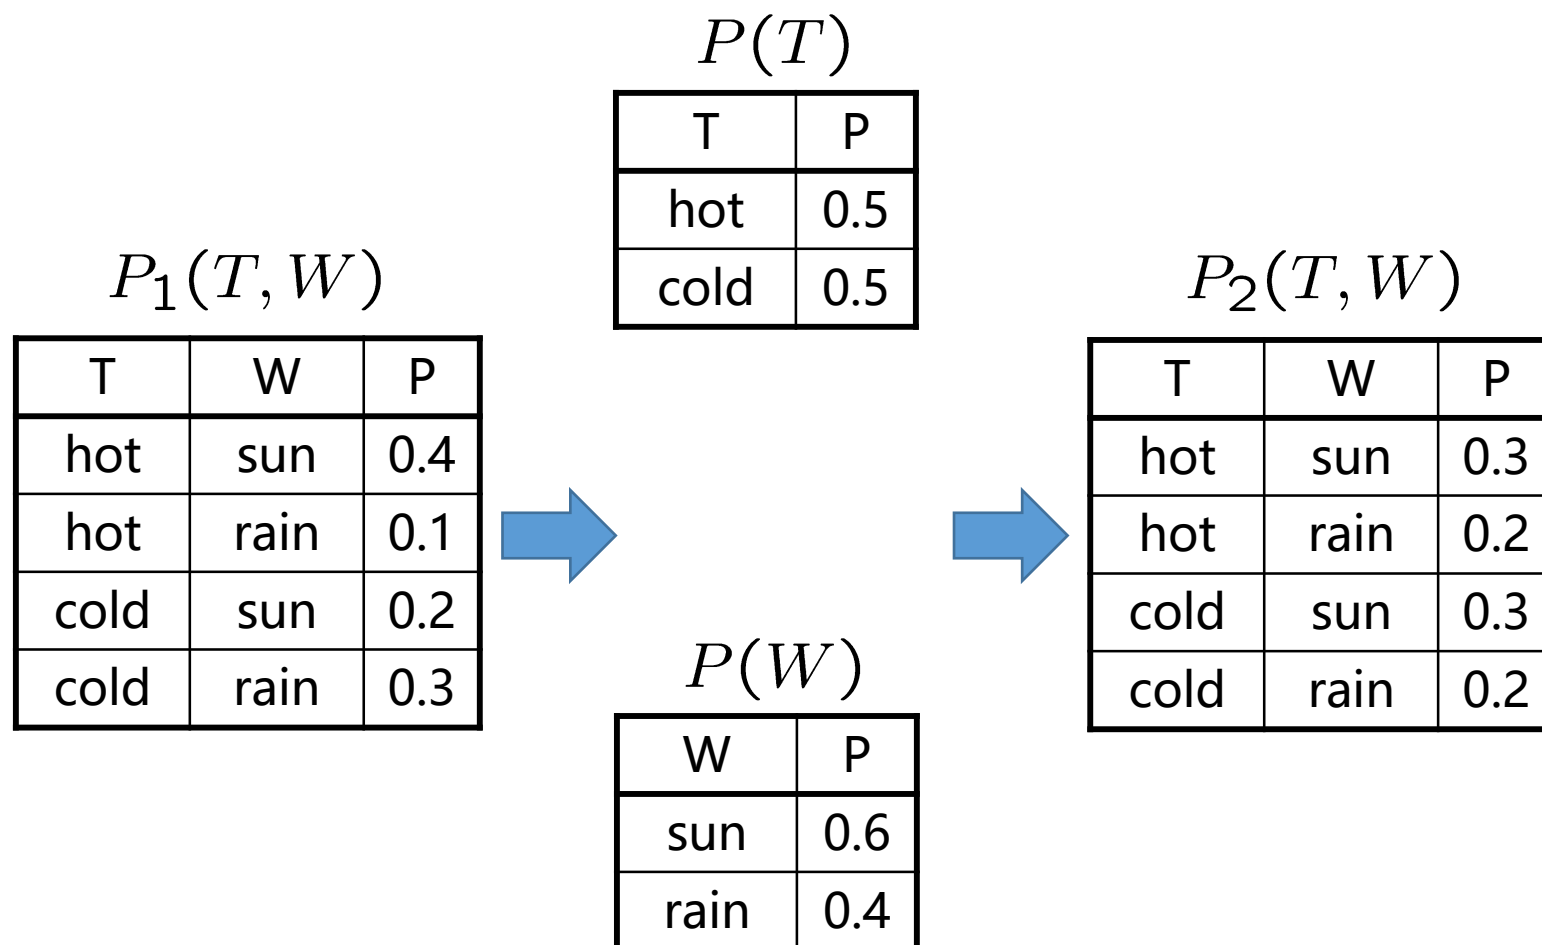 P(T)
T P
hot 0.5
cold 0.5
P₁(T, W)
T W P
hot sun 0.4
hot rain 0.1
cold sun 0.2
cold rain 0.3
P(W)
W P
sun 0.6
rain 0.4
P₂(T, W)
T W P
hot sun 0.3
hot rain 0.2
cold sun 0.3
cold rain 0.2